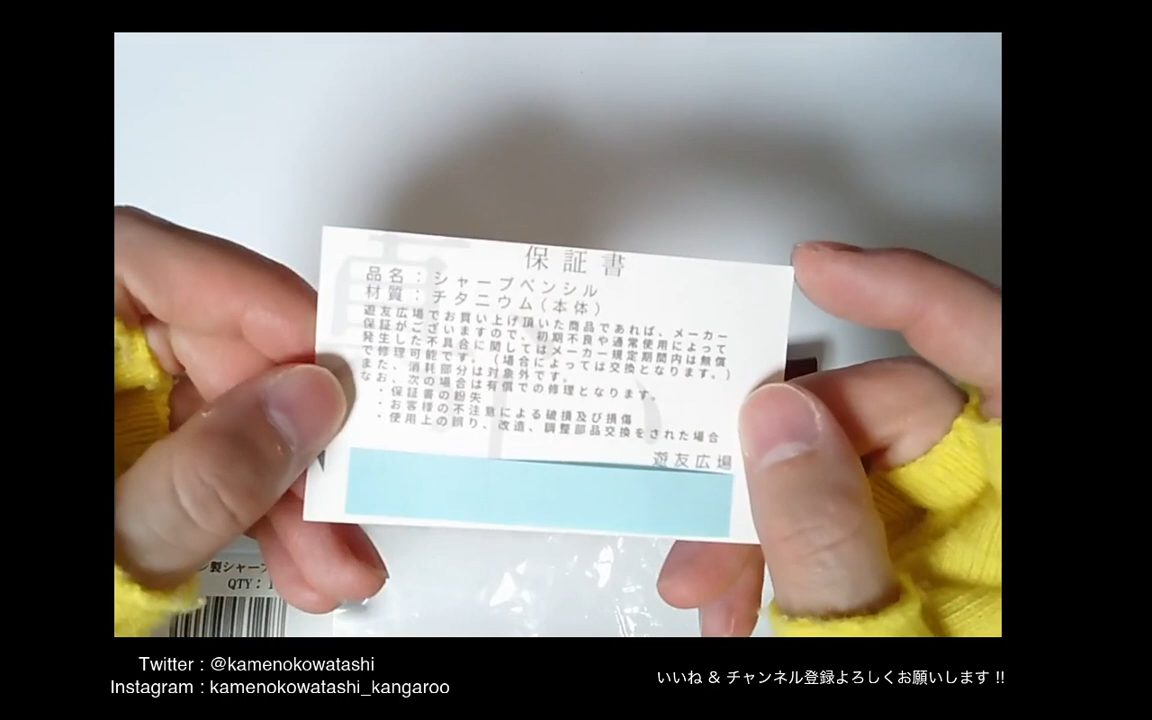 保証書
品名：シャープペンシル
材質：チタニウム(本体)
遊友広場でお買い上げ頂いた商品であれば、メーカー
保証がございますので、初期不良や通常使用によって
発生したご不具合に関してはメーカー規定期間内は無償
で修理可能です。(場合によっては交換となります。)
また、消耗部分は対象外です。
なお、次の場合は有償での修理となります。
・保証書の紛失
・お客様の不注意による破損及び損傷
・使用上の誤り、改造、調整部品交換をされた場合
遊友広場
製シャー
QTY：
Twitter : @kamenokowatashi
Instagram : kamenokowatashi_kangaroo
いいね & チャンネル登録よろしくお願いします !!